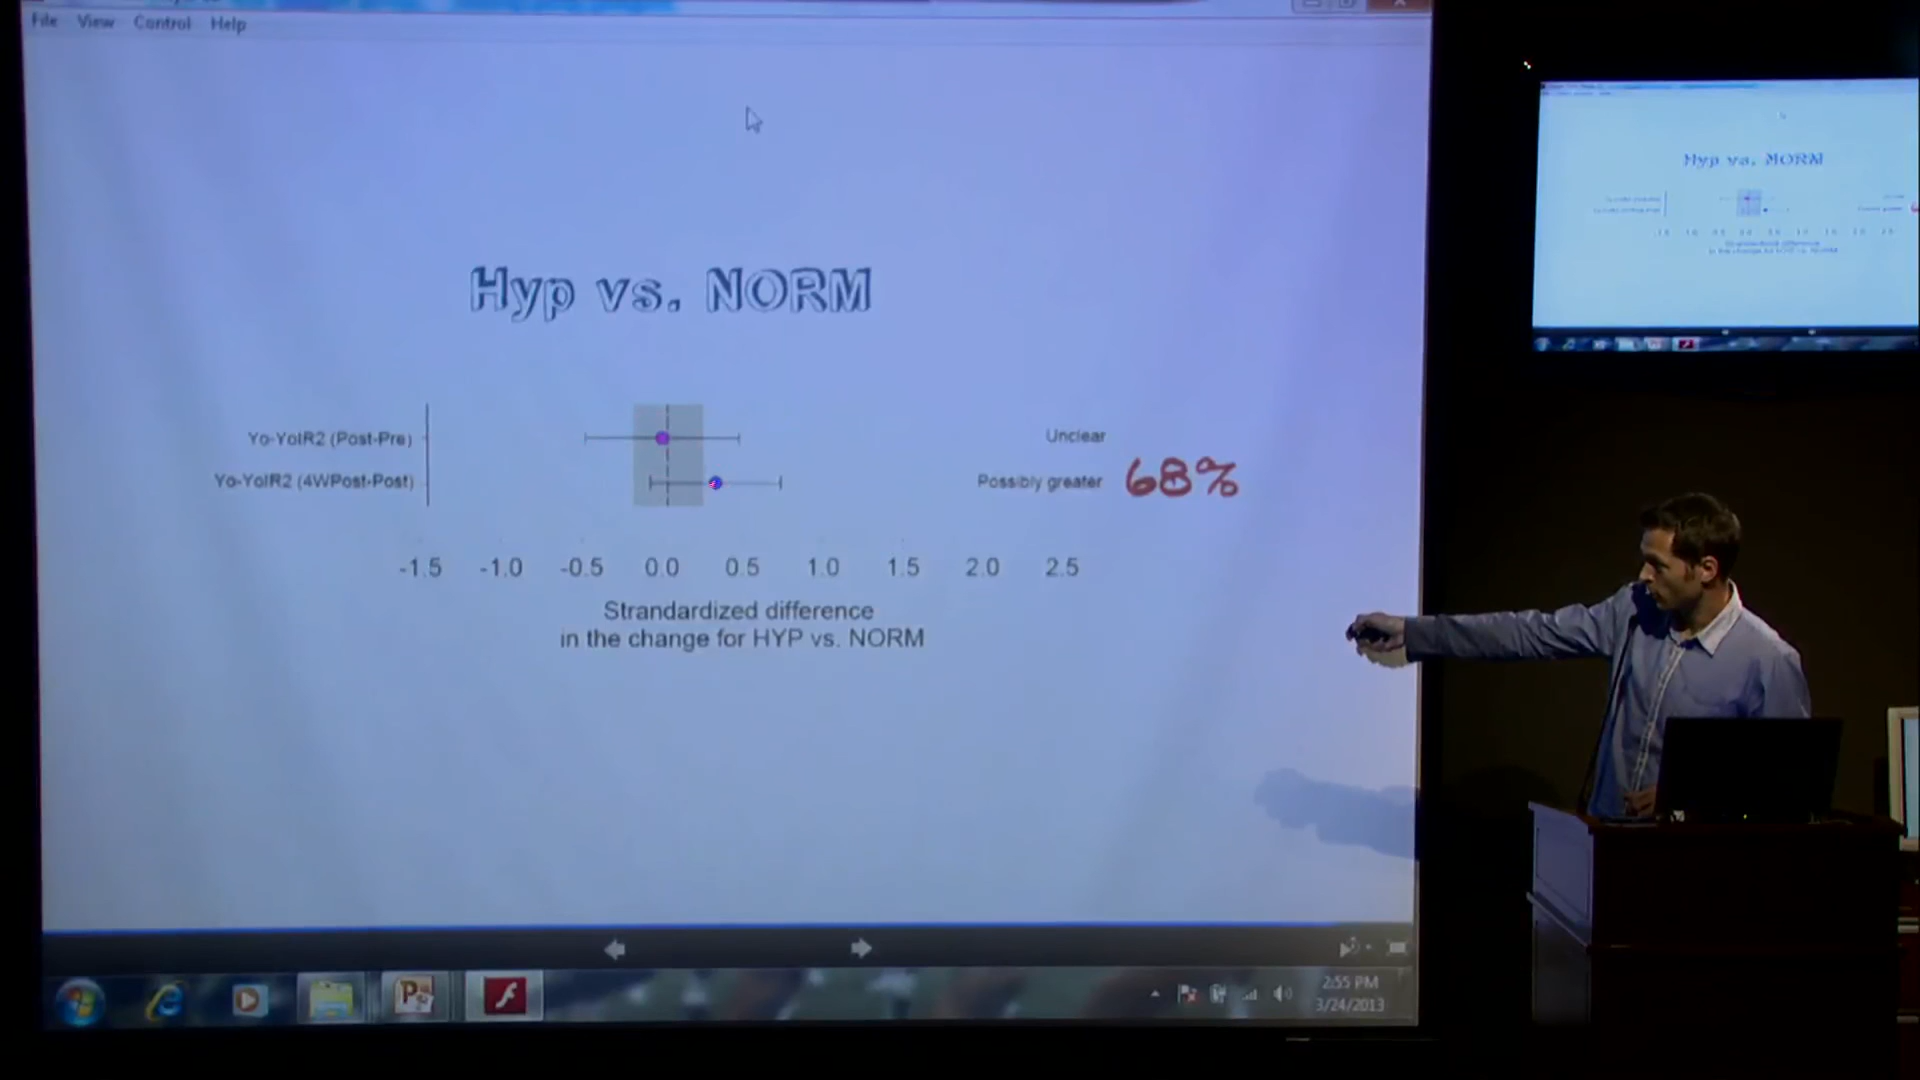 File View Control Help
Hyp vs. NORM
Yo-YoIR2 (Post-Pre) Unclear
Yo-YoIR2 (4WPost-Post) Possibly greater 68%
-1.5 -1.0 -0.5 0.0 0.5 1.0 1.5 2.0 2.5
Strandardized difference
in the change for HYP vs. NORM
2:55 PM
3/24/2013
Hyp vs. NORM